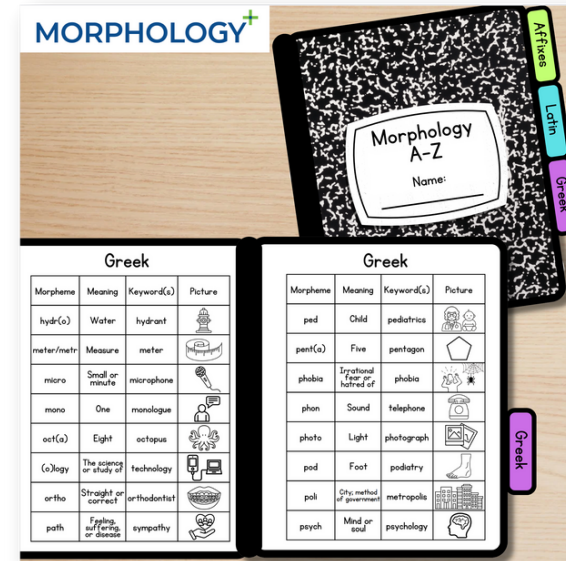 MORPHOLOGY+
Affixes
Latin
Greek
Morphology
A-Z
Name:
Greek
Morpheme Meaning Keyword(s) Picture
hydr(o) Water hydrant
meter/metr Measure meter
micro Small or minute microphone
mono One monologue
oct(a) Eight octopus
(o)logy The science or study of technology
ortho Straight or correct orthodontist
path Feeling, suffering, or disease sympathy
Greek
Morpheme Meaning Keyword(s) Picture
ped Child pediatrics
pent(a) Five pentagon
phobia Irrational fear or hatred of phobia
phon Sound telephone
photo Light photograph
pod Foot podiatry
poli City; method of government metropolis
psych Mind or soul psychology
Greek